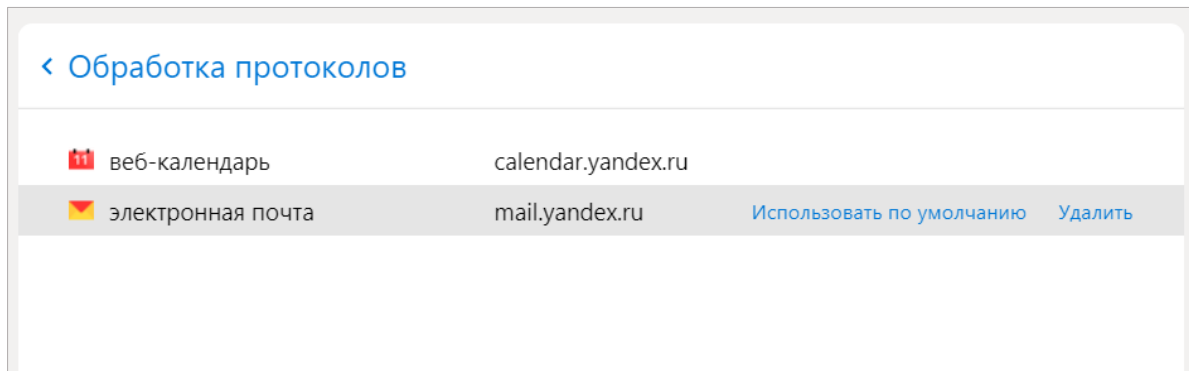 Обработка протоколов
11 веб-календарь calendar.yandex.ru
электронная почта mail.yandex.ru Использовать по умолчанию Удалить